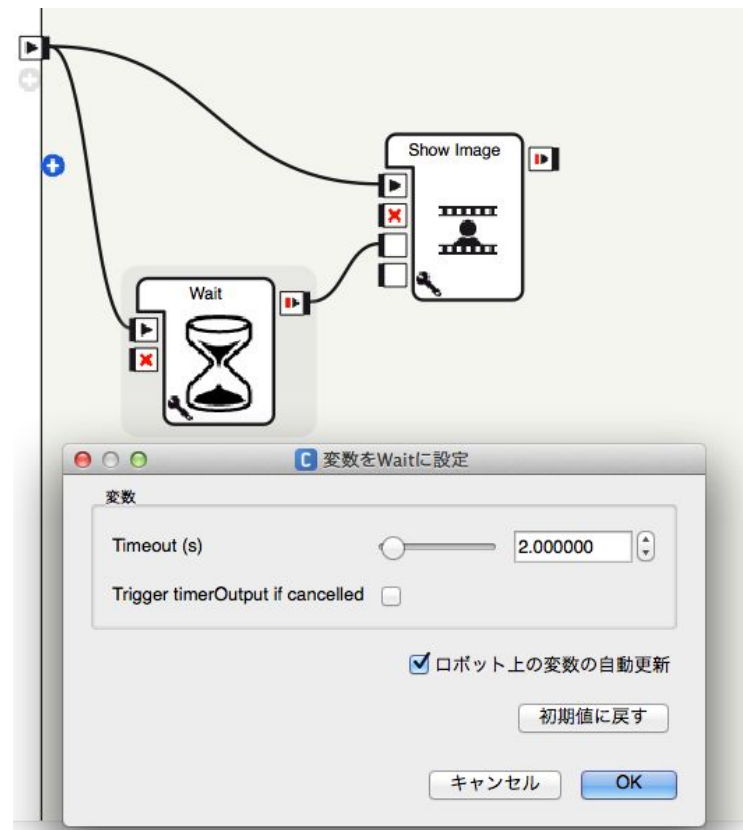 Show Image
Wait
変数をWaitに設定
変数
Timeout (s)
2.000000
Trigger timerOutput if cancelled
ロボット上の変数の自動更新
初期値に戻す
キャンセル
OK